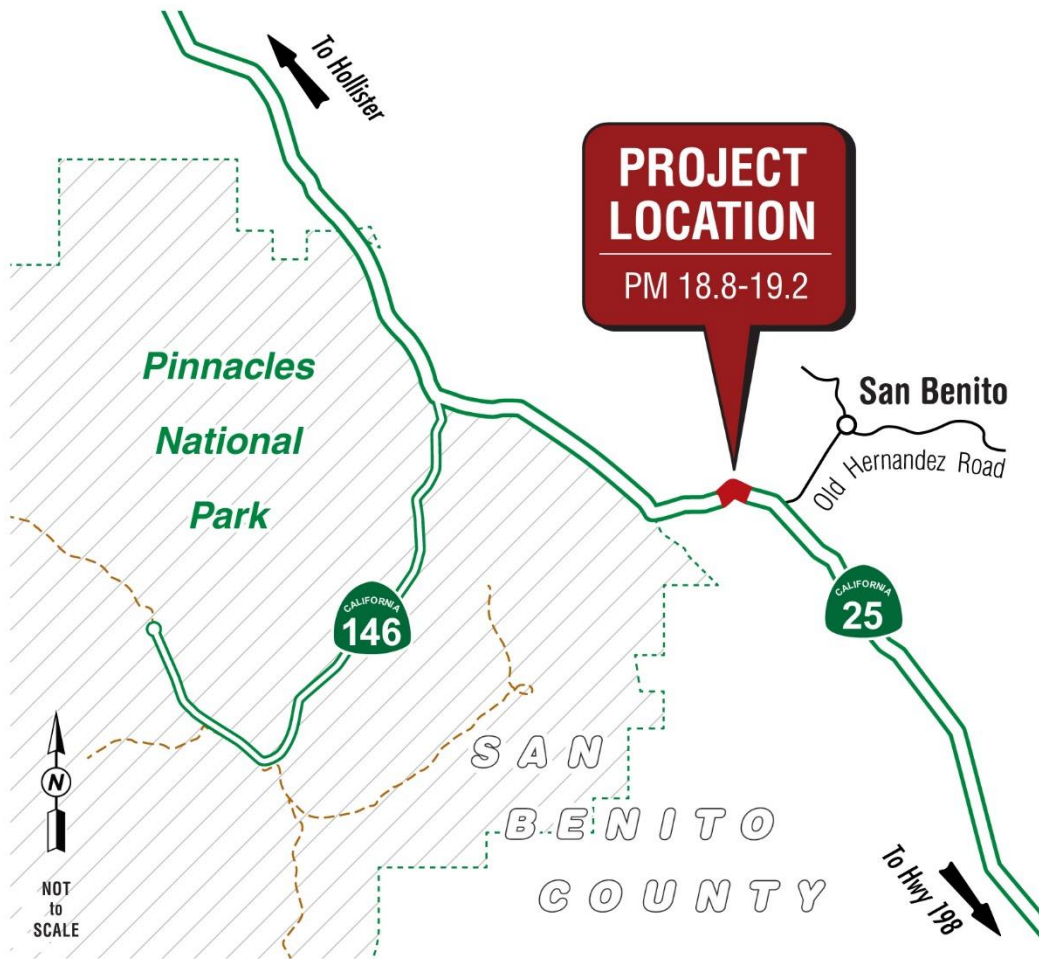 To Hollister
PROJECT
LOCATION
PM 18.8-19.2
Pinnacles
National
Park
San Benito
Old Hernandez Road
CALIFORNIA
146
CALIFORNIA
25
SAN
BENITO
COUNTY
N
NOT
to
SCALE
To Hwy 198